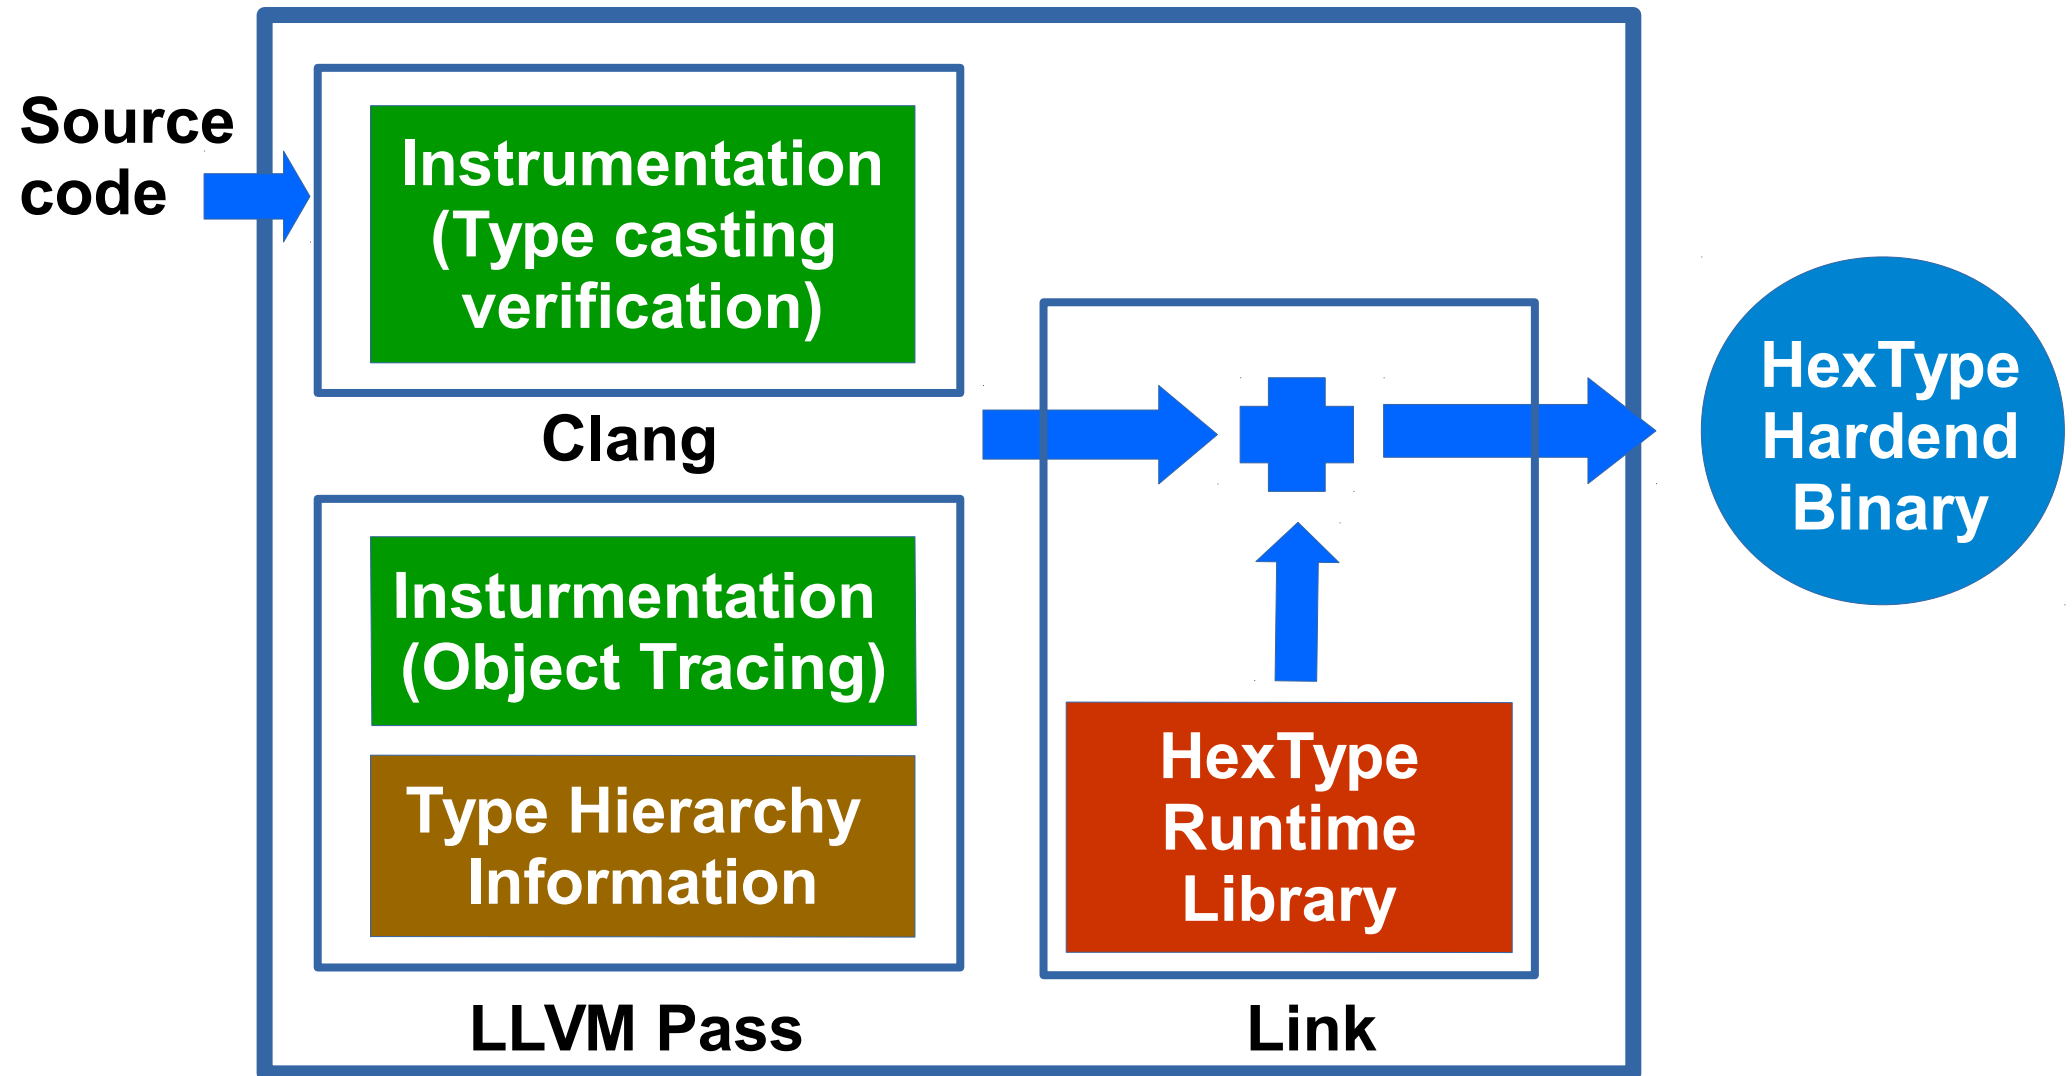 Source
code
Instrumentation
(Type casting
verification)
Clang
Insturmentation
(Object Tracing)
Type Hierarchy
Information
LLVM Pass
HexType
Runtime
Library
Link
HexType
Hardend
Binary